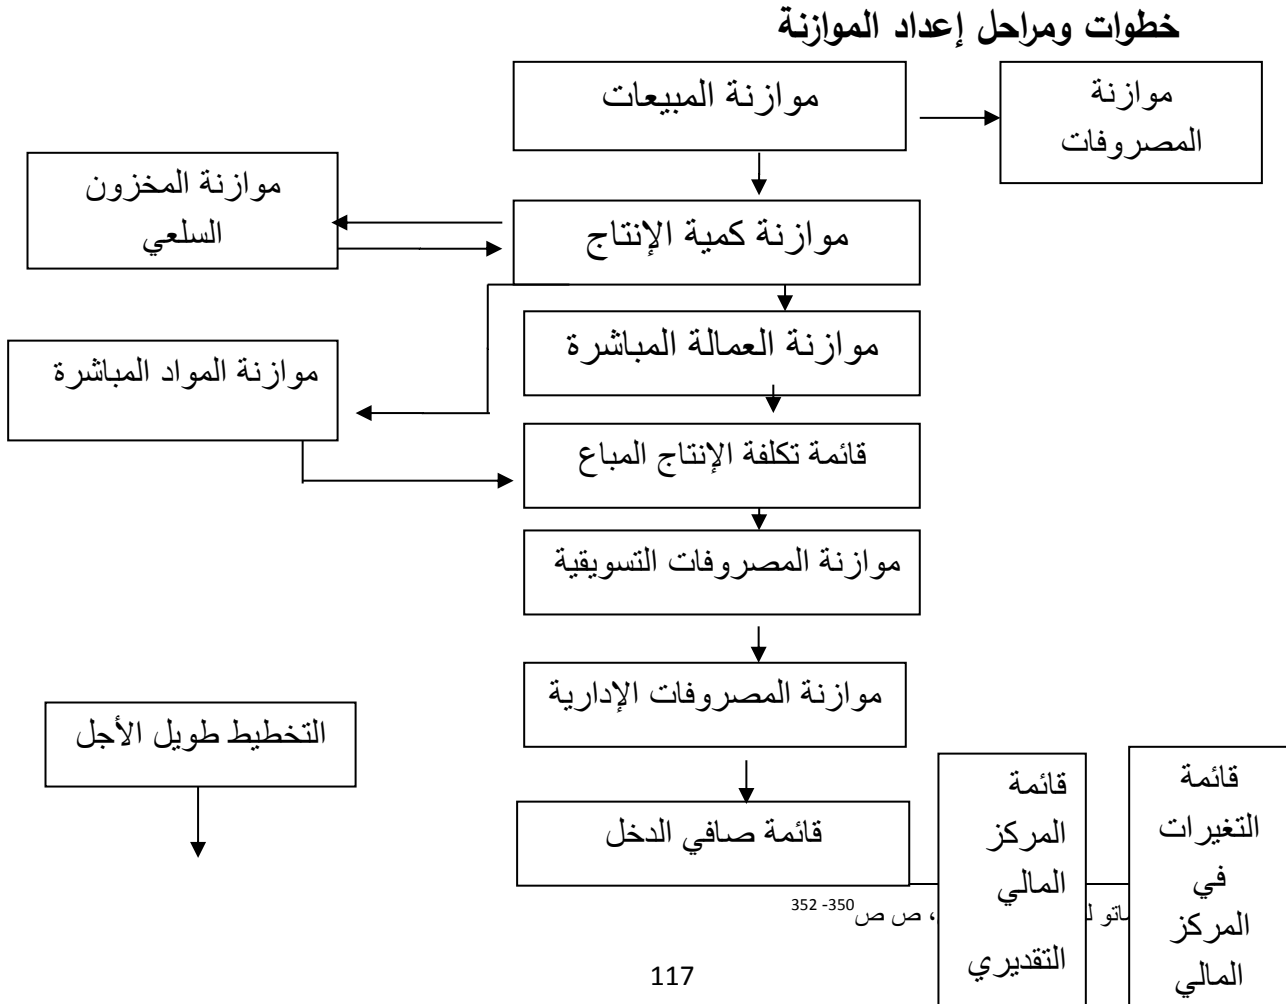 خطوات ومراحل إعداد الموازنة
موازنة المبيعات
موازنة
المصروفات
موازنة المخزون
السلعي
موازنة كمية الإنتاج
موازنة العمالة المباشرة
موازنة المواد المباشرة
قائمة تكلفة الإنتاج المباع
موازنة المصروفات التسويقية
موازنة المصروفات الإدارية
التخطيط طويل الأجل
قائمة صافي الدخل
قائمة
المركز
المالي
التقديري
قائمة
التغيرات
في
المركز
المالي
، ص ص350- 352
117